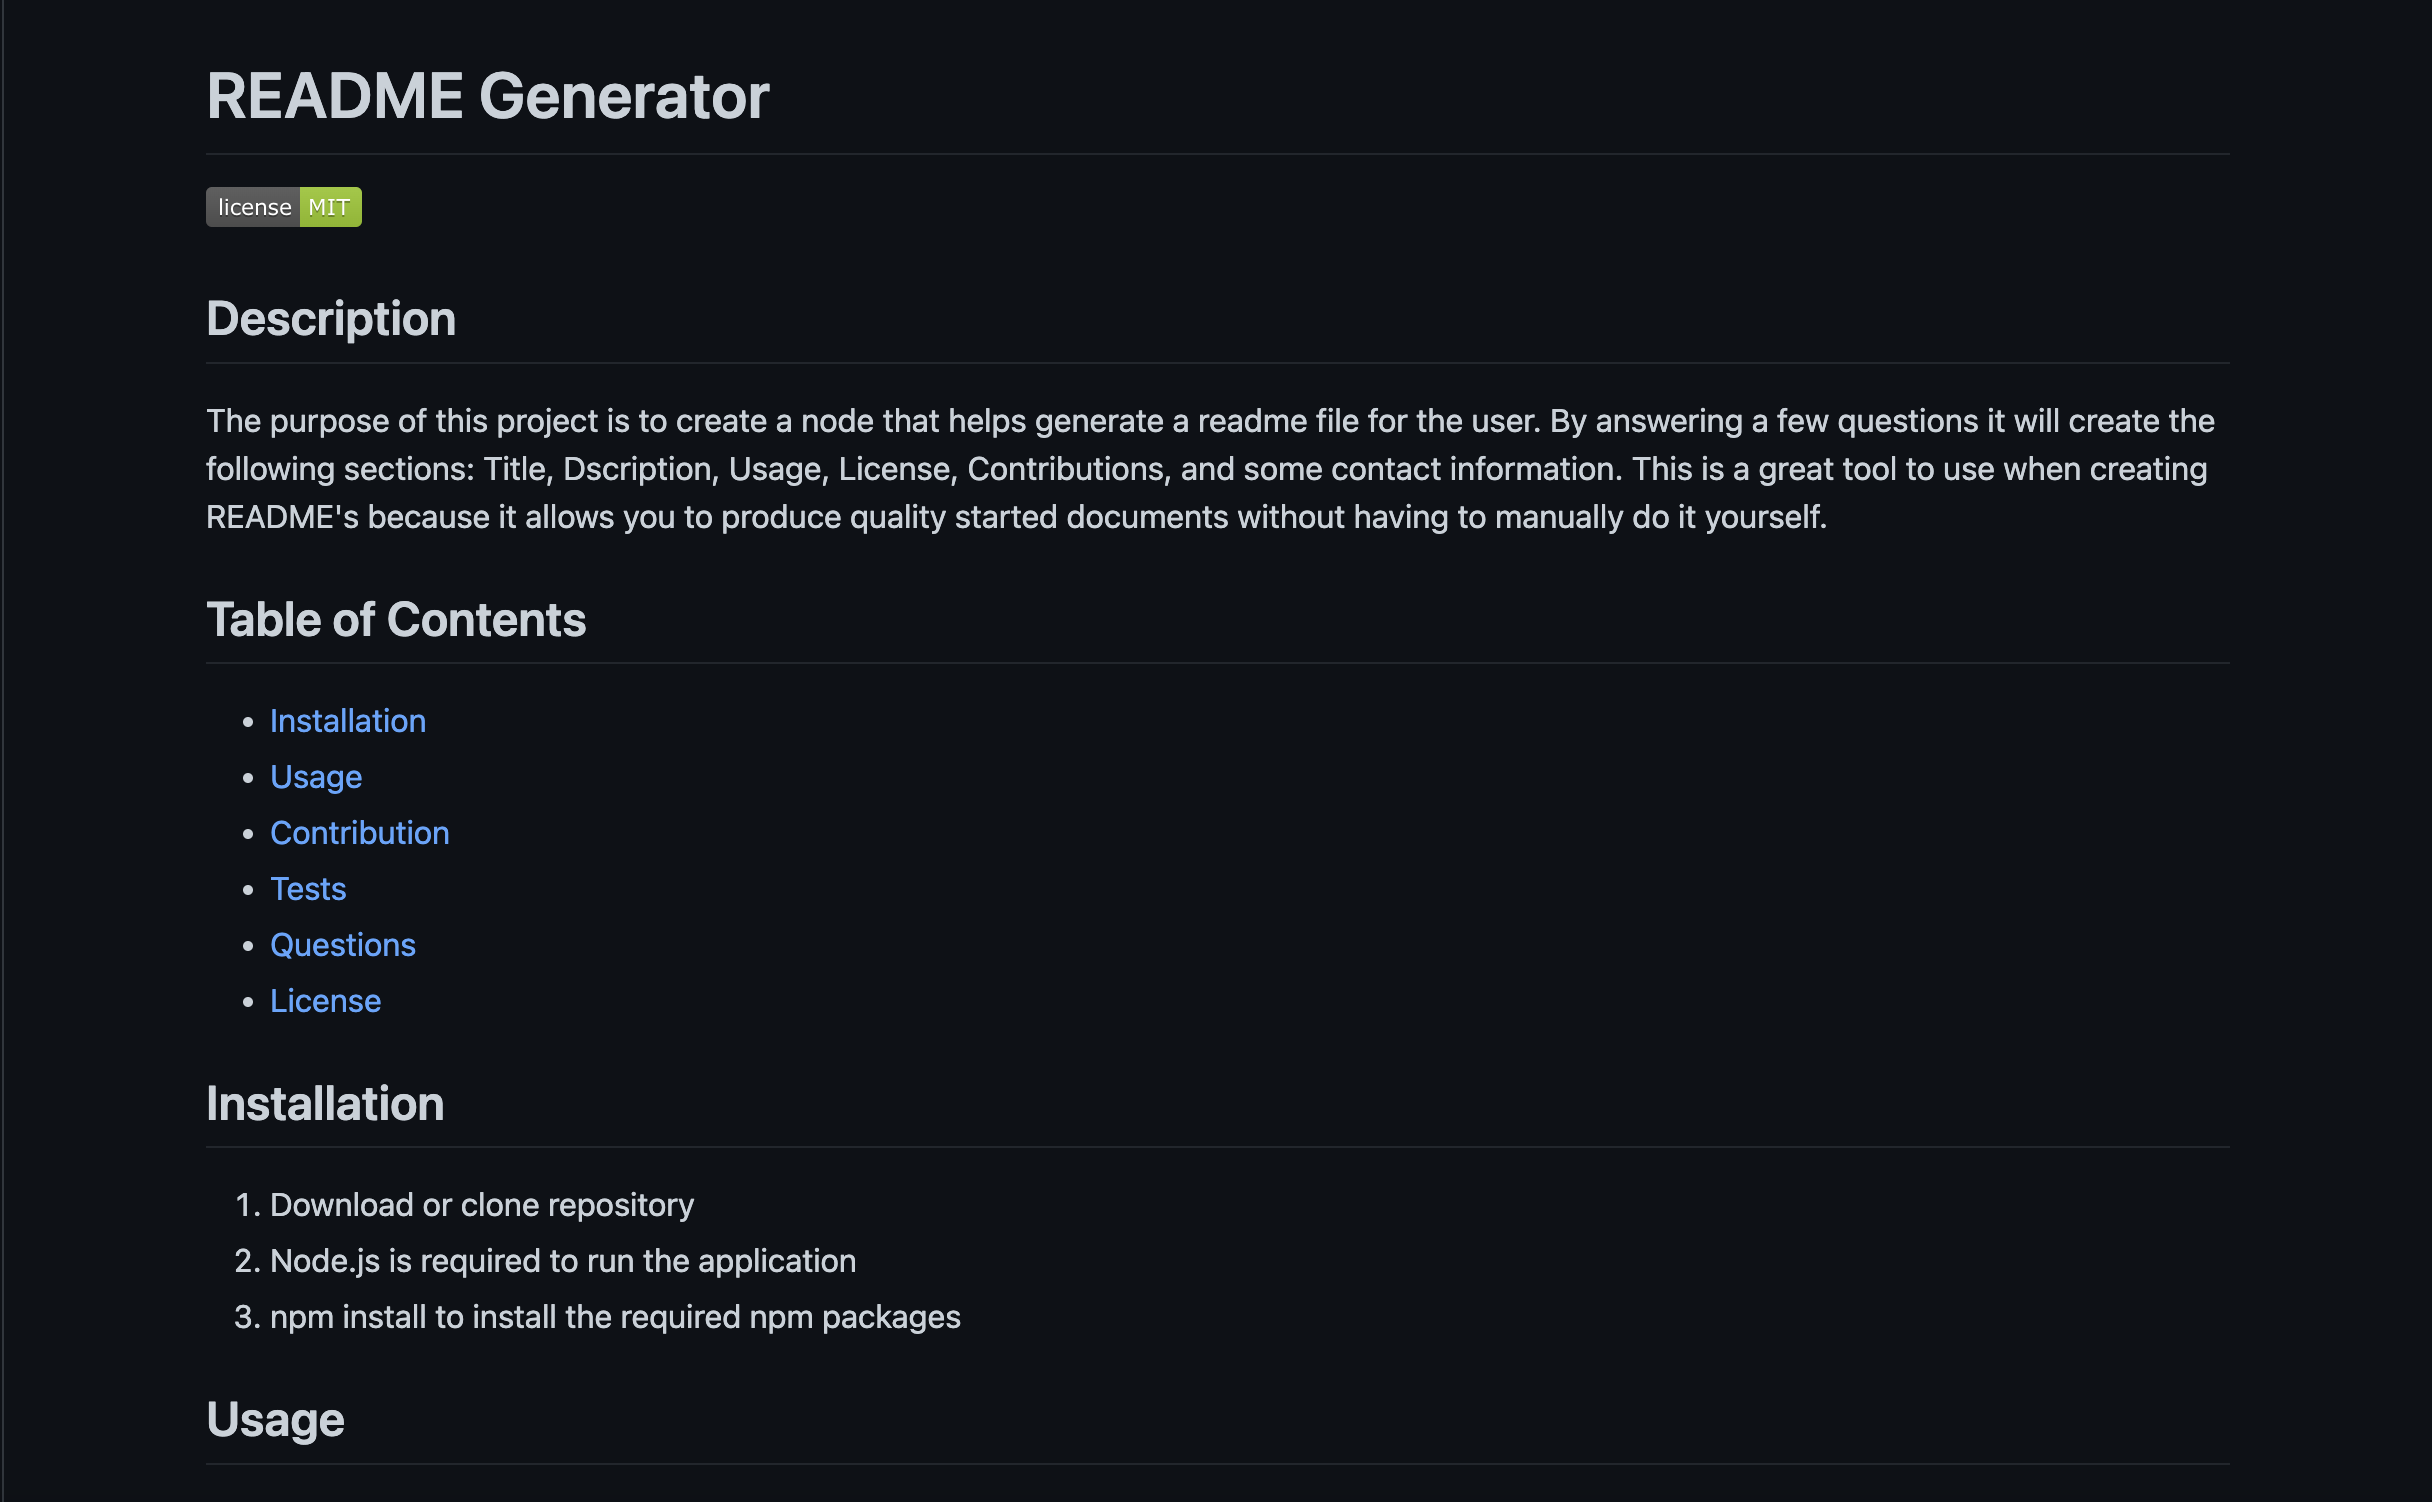 README Generator
license MIT
Description
The purpose of this project is to create a node that helps generate a readme file for the user. By answering a few questions it will create the
following sections: Title, Dscription, Usage, License, Contributions, and some contact information. This is a great tool to use when creating
README's because it allows you to produce quality started documents without having to manually do it yourself.
Table of Contents
• Installation
• Usage
• Contribution
• Tests
• Questions
• License
Installation
1. Download or clone repository
2. Node.js is required to run the application
3. npm install to install the required npm packages
Usage